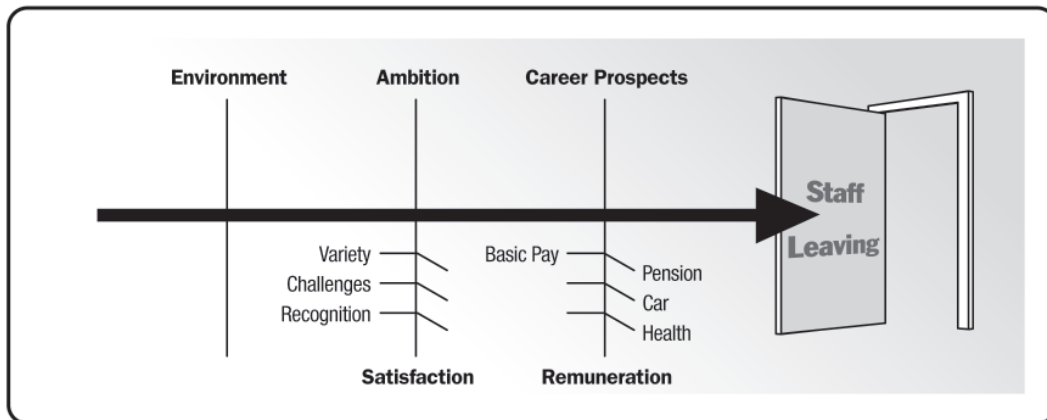 Environment
Ambition
Career Prospects
Staff
Leaving
Variety
Challenges
Recognition
Basic Pay
Pension
Car
Health
Satisfaction
Remuneration